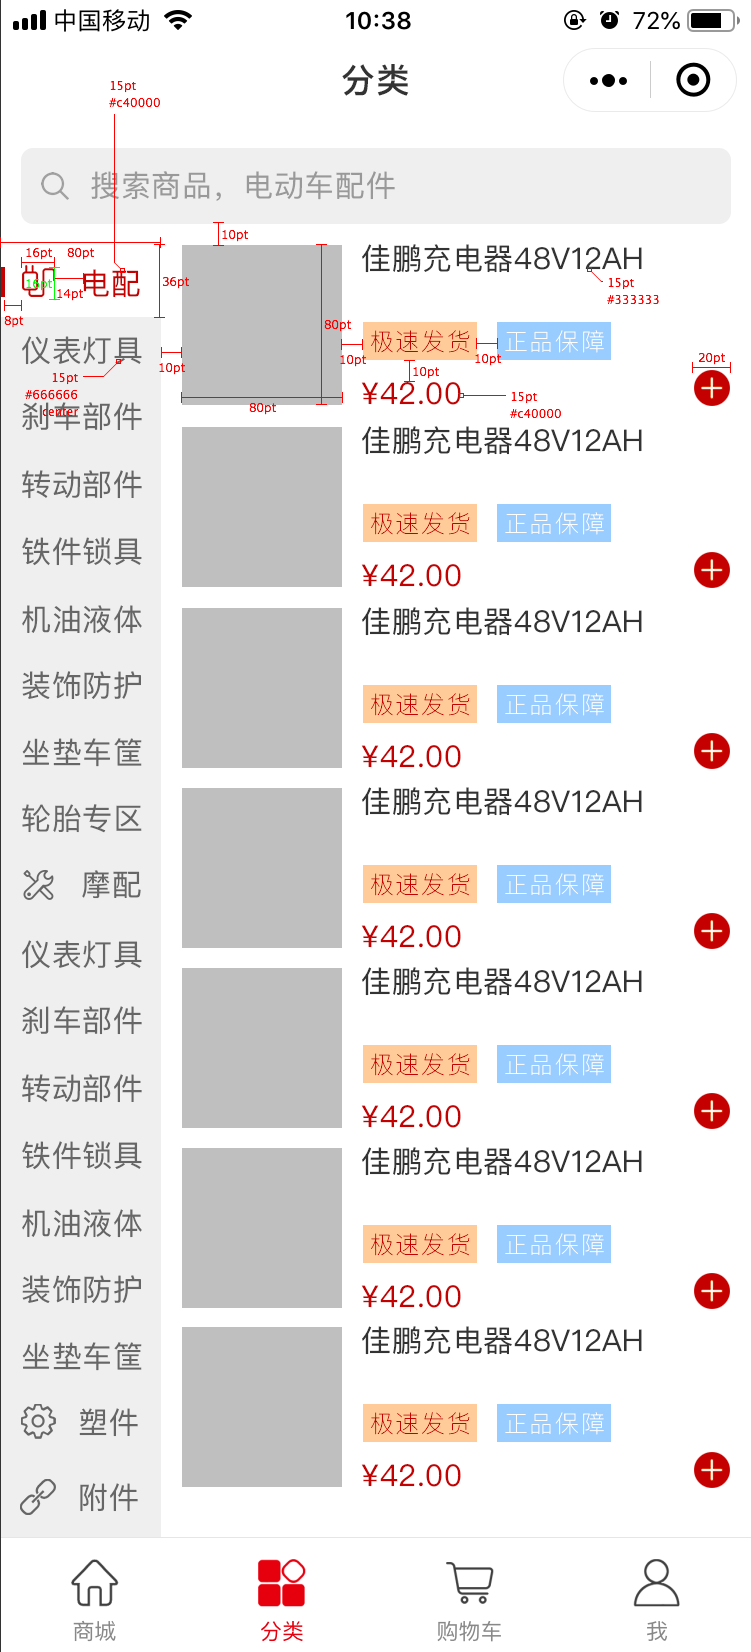 中国移动
10:38
72%
分类
15pt
#c40000
搜索商品，电动车配件
10pt
16pt
80pt
16pt
14pt
电配
36pt
8pt
佳鹏充电器48V12AH
15pt
#333333
80pt
极速发货
正品保障
10pt
10pt
10pt
10pt
20pt
¥42.00
15pt
#c40000
80pt
仪表灯具
15pt
#666666
center
刹车部件
转动部件
铁件锁具
机油液体
装饰防护
坐垫车筐
轮胎专区
摩配
仪表灯具
刹车部件
转动部件
铁件锁具
机油液体
装饰防护
坐垫车筐
塑件
附件
佳鹏充电器48V12AH
极速发货
正品保障
¥42.00
佳鹏充电器48V12AH
极速发货
正品保障
¥42.00
佳鹏充电器48V12AH
极速发货
正品保障
¥42.00
佳鹏充电器48V12AH
极速发货
正品保障
¥42.00
佳鹏充电器48V12AH
极速发货
正品保障
¥42.00
佳鹏充电器48V12AH
极速发货
正品保障
¥42.00
商城
分类
购物车
我